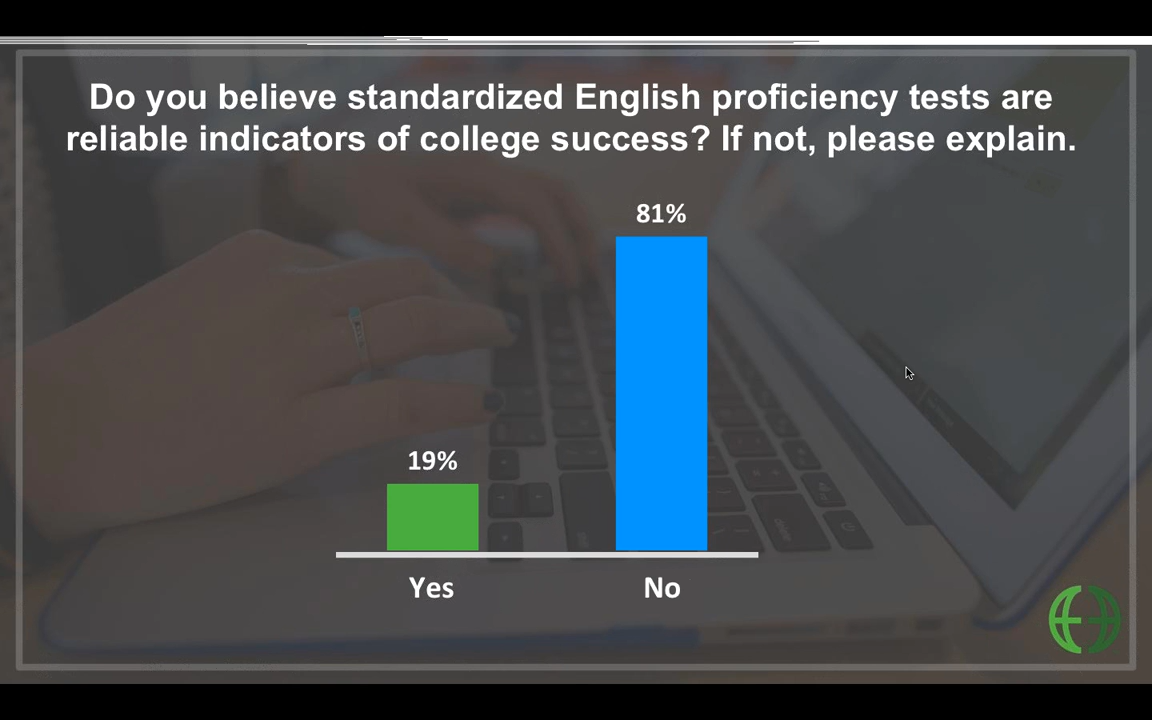 Do you believe standardized English proficiency tests are
reliable indicators of college success? If not, please explain.
81%
19%
Yes
No